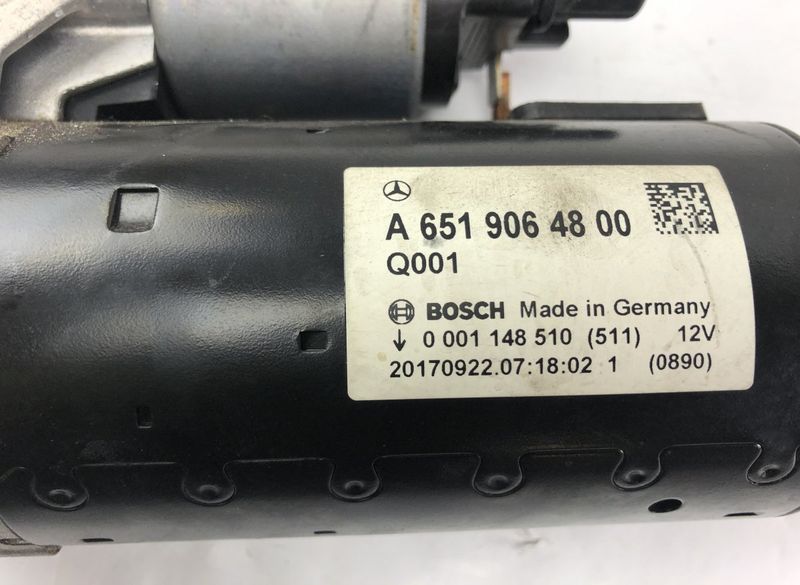 A 651 906 48 00
Q001
BOSCH Made in Germany
↓ 0 001 148 510 (511) 12V
20170922.07:18:02 1 (0890)